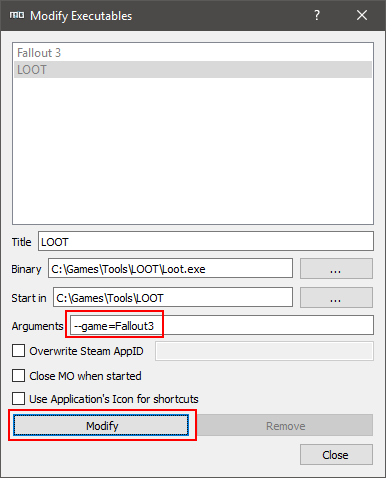 Modify Executables
Fallout 3
LOOT
Title LOOT
Binary C:\Games\Tools\LOOT\Loot.exe ...
Start in C:\Games\Tools\LOOT ...
Arguments --game=Fallout3
Overwrite Steam AppID
Close MO when started
Use Application's Icon for shortcuts
Modify Remove
Close